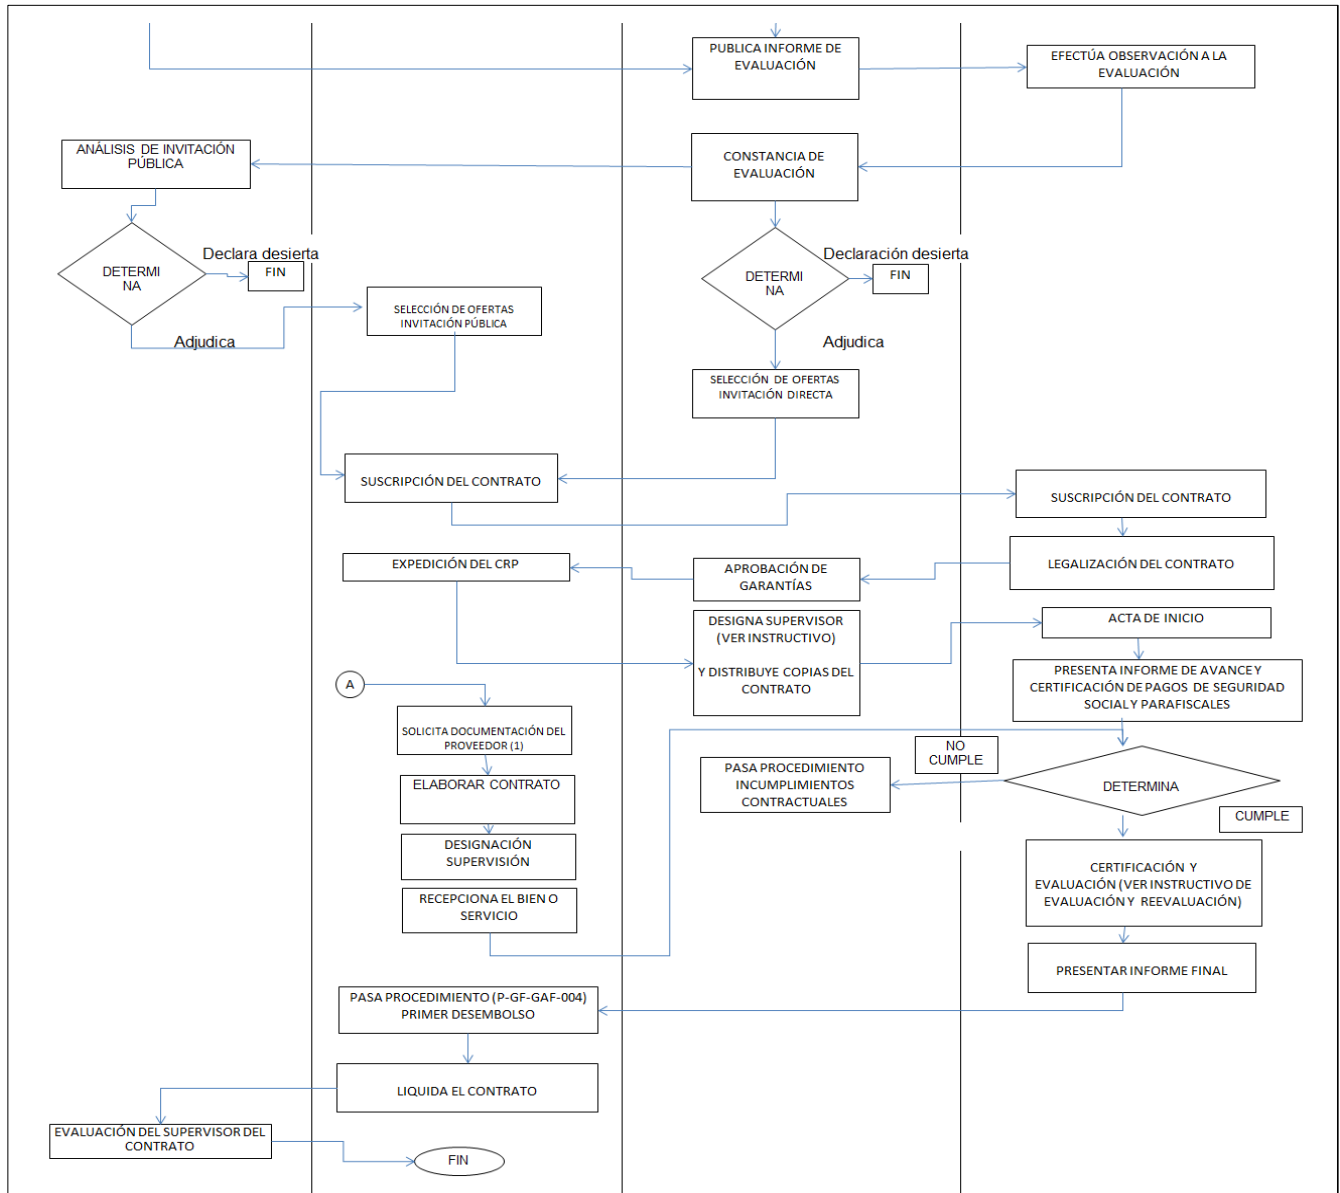 PUBLICA INFORME DE
EVALUACIÓN
EFECTÚA OBSERVACIÓN A LA
EVALUACIÓN
ANÁLISIS DE INVITACIÓN
PÚBLICA
CONSTANCIA DE
EVALUACIÓN
Declara desierta
FIN
DETERMI
NA
Adjudica
SELECCIÓN DE OFERTAS
INVITACIÓN PÚBLICA
Declaración desierta
FIN
DETERMI
NA
Adjudica
SELECCIÓN DE OFERTAS
INVITACIÓN DIRECTA
SUSCRIPCIÓN DEL CONTRATO
SUSCRIPCIÓN DEL CONTRATO
LEGALIZACIÓN DEL CONTRATO
APROBACIÓN DE
GARANTÍAS
EXPEDICIÓN DEL CRP
DESIGNA SUPERVISOR
(VER INSTRUCTIVO)
Y DISTRIBUYE COPIAS DEL
CONTRATO
ACTA DE INICIO
PRESENTA INFORME DE AVANCE Y
CERTIFICACIÓN DE PAGOS DE SEGURIDAD
SOCIAL Y PARAFISCALES
A
SOLICITA DOCUMENTACIÓN DEL
PROVEEDOR (1)
ELABORAR CONTRATO
DESIGNACIÓN
SUPERVISIÓN
RECEPCIONA EL BIEN O
SERVICIO
NO
CUMPLE
PASA PROCEDIMIENTO
INCUMPLIMIENTOS
CONTRACTUALES
DETERMINA
CUMPLE
CERTIFICACIÓN Y
EVALUACIÓN (VER INSTRUCTIVO DE
EVALUACIÓN Y REEVALUACIÓN)
PRESENTAR INFORME FINAL
PASA PROCEDIMIENTO (P-GF-GAF-004)
PRIMER DESEMBOLSO
LIQUIDA EL CONTRATO
EVALUACIÓN DEL SUPERVISOR DEL
CONTRATO
FIN